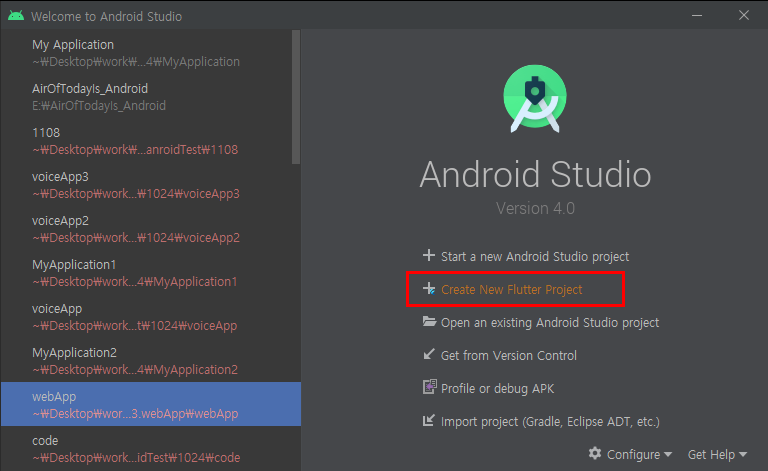 Welcome to Android Studio
My Application
~₩Desktop₩work₩...4₩MyApplication
AirOfTodayIs_Android
E:₩AirOfTodayIs_Android
1108
~₩Desktop₩work₩...anroidTest₩1108
voiceApp3
~₩Desktop₩work...₩1024₩voiceApp3
voiceApp2
~₩Desktop₩work...₩1024₩voiceApp2
MyApplication1
~₩Desktop₩work...4₩MyApplication1
voiceApp
~₩Desktop₩work...t₩1024₩voiceApp
MyApplication2
~₩Desktop₩work...4₩MyApplication2
webApp
~₩Desktop₩wor...3.webApp₩webApp
code
~₩Desktop₩work...idTest₩1024₩code
Android Studio
Version 4.0
Start a new Android Studio project
Create New Flutter Project
Open an existing Android Studio project
Get from Version Control
Profile or debug APK
Import project (Gradle, Eclipse ADT, etc.)
Configure
Get Help